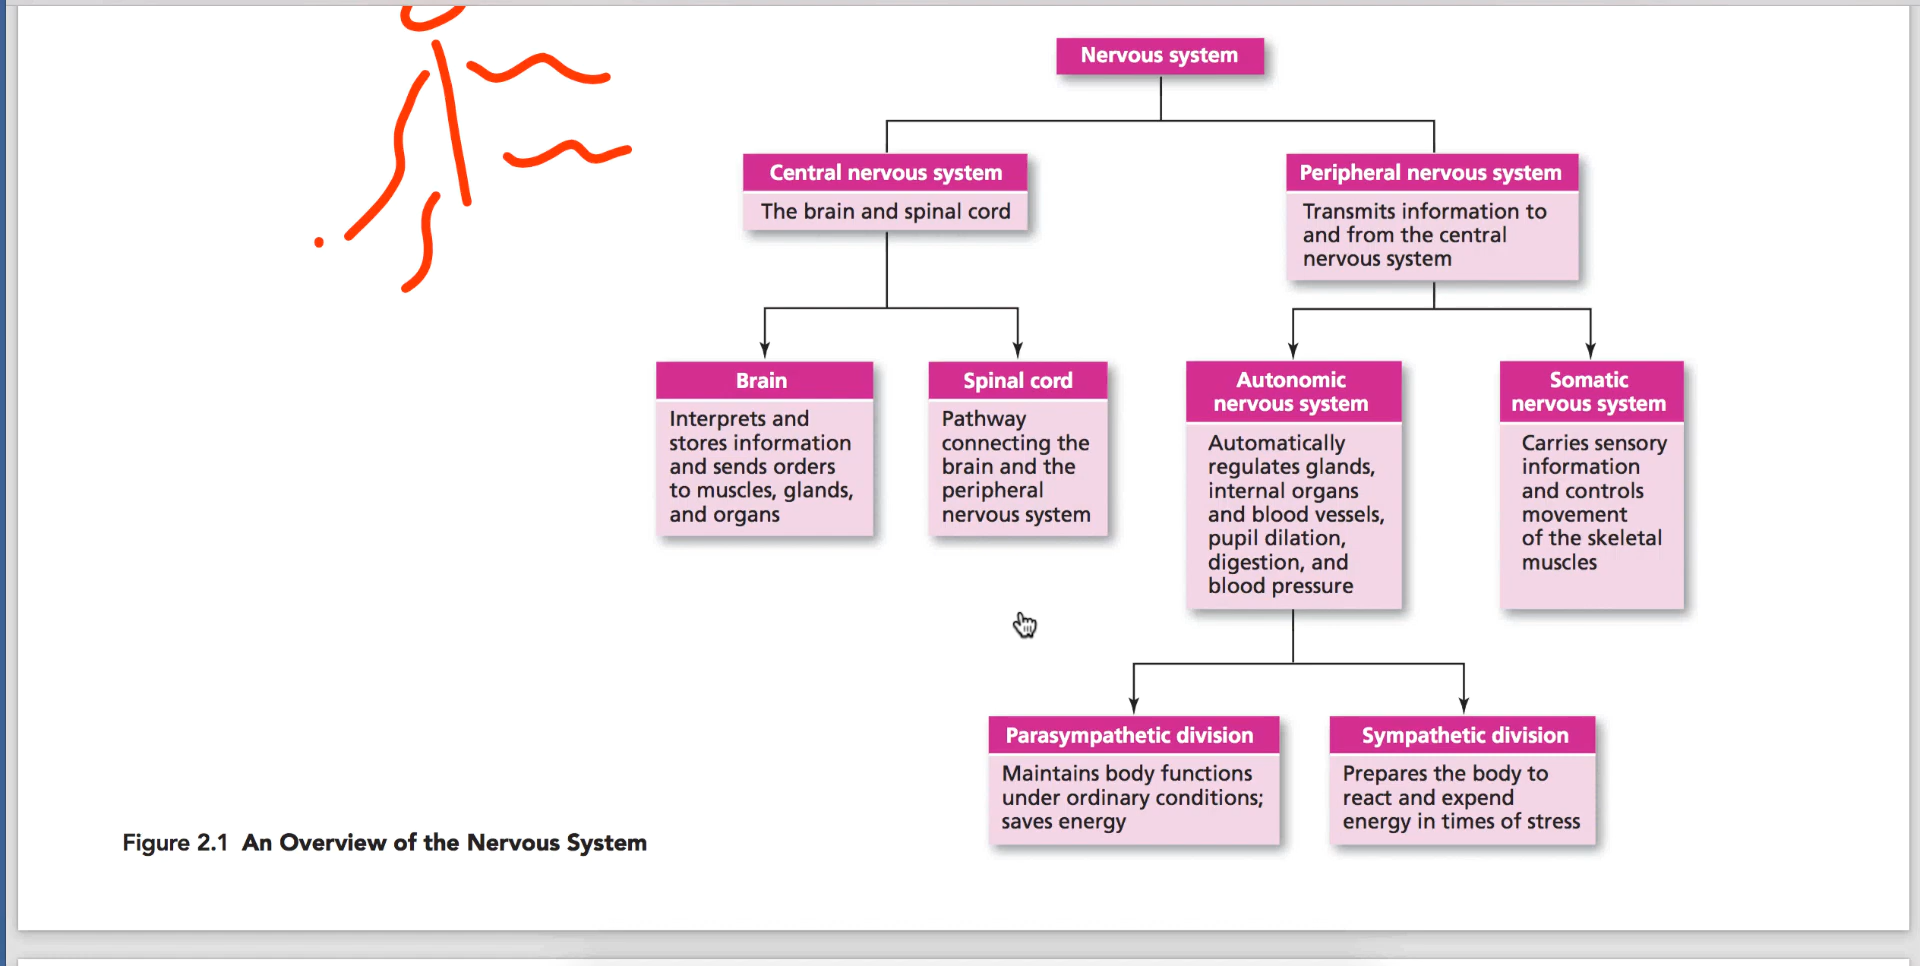 Nervous system
Central nervous system
The brain and spinal cord
Peripheral nervous system
Transmits information to
and from the central
nervous system
Brain
Interprets and
stores information
and sends orders
to muscles, glands,
and organs
Spinal cord
Pathway
connecting the
brain and the
peripheral
nervous system
Autonomic
nervous system
Automatically
regulates glands,
internal organs
and blood vessels,
pupil dilation,
digestion, and
blood pressure
Somatic
nervous system
Carries sensory
information
and controls
movement
of the skeletal
muscles
Parasympathetic division
Maintains body functions
under ordinary conditions;
saves energy
Sympathetic division
Prepares the body to
react and expend
energy in times of stress
Figure 2.1 An Overview of the Nervous System